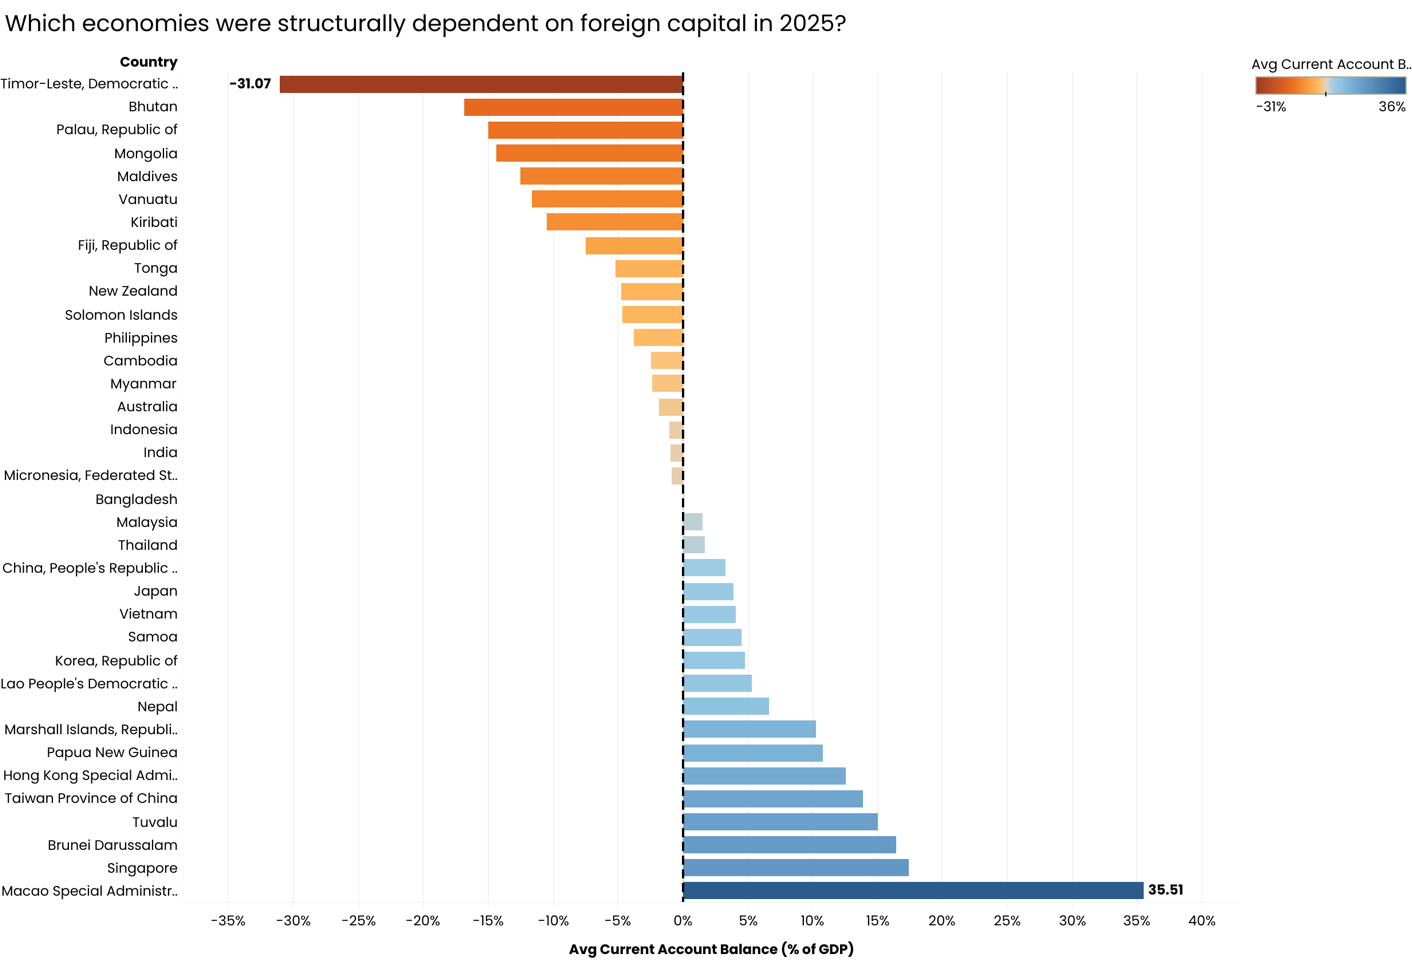 Which economies were structurally dependent on foreign capital in 2025?
Country
Avg Current Account B..
-31%
36%
Timor-Leste, Democratic ..
-31.07
Bhutan
Palau, Republic of
Mongolia
Maldives
Vanuatu
Kiribati
Fiji, Republic of
Tonga
New Zealand
Solomon Islands
Philippines
Cambodia
Myanmar
Australia
Indonesia
India
Micronesia, Federated St..
Bangladesh
Malaysia
Thailand
China, People's Republic ..
Japan
Vietnam
Samoa
Korea, Republic of
Lao People's Democratic ..
Nepal
Marshall Islands, Republi..
Papua New Guinea
Hong Kong Special Admi..
Taiwan Province of China
Tuvalu
Brunei Darussalam
Singapore
Macao Special Administr..
35.51
-35% -30% -25% -20% -15% -10% -5% 0% 5% 10% 15% 20% 25% 30% 35% 40%
Avg Current Account Balance (% of GDP)